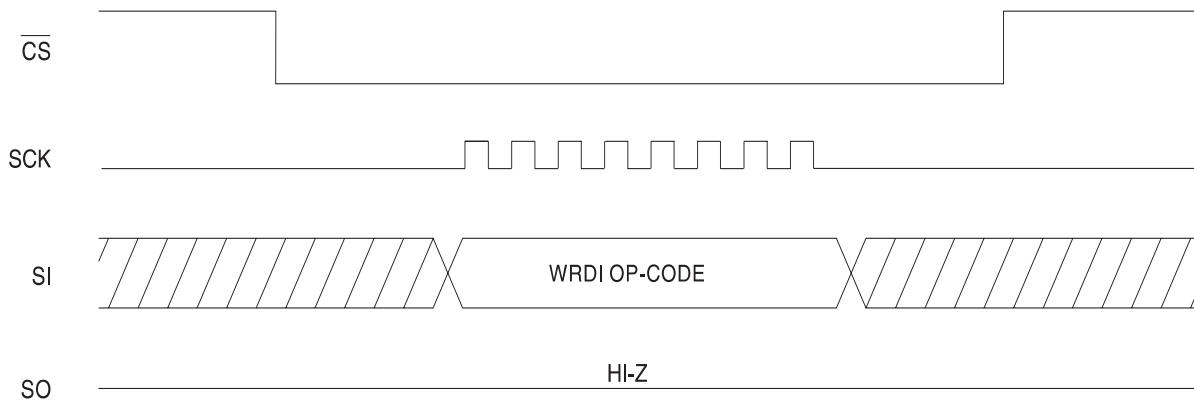 CS
SCK
SI
WRDI OP-CODE
HI-Z
SO